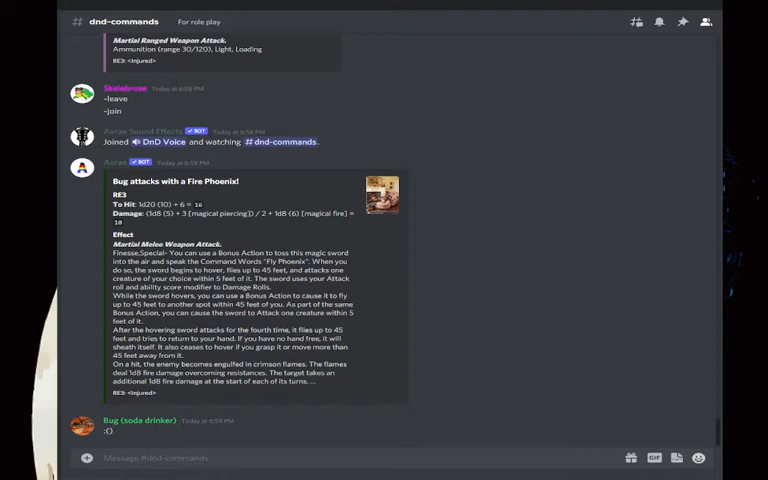 dnd-commands For role play
Martial Ranged Weapon Attack.
Ammunition (range 30/120), Light, Loading
RE3: <Injured>
Skelebrose Today at 6:58 PM
~leave
~join
Avrae Sound Effects BOT Today at 6:58 PM
Joined DnD Voice and watching #dnd-commands.
Avrae BOT Today at 6:59 PM
Bug attacks with a Fire Phoenix!
RE3
To Hit: 1d20 (10) + 6 = 16
Damage: (1d8 (5) + 3 [magical piercing]) / 2 + 1d8 (6) [magical fire] =
10
Effect
Martial Melee Weapon Attack.
Finesse,Special- You can use a Bonus Action to toss this magic sword
into the air and speak the Command Words "Fly Phoenix". When you
do so, the sword begins to hover, flies up to 45 feet, and attacks one
creature of your choice within 5 feet of it. The sword uses your Attack
roll and ability score modifier to Damage Rolls.
While the sword hovers, you can use a Bonus Action to cause it to fly
up to 45 feet to another spot within 45 feet of you. As part of the same
Bonus Action, you can cause the sword to Attack one creature within 5
feet of it.
After the hovering sword attacks for the fourth time, it flies up to 45
feet and tries to return to your hand. If you have no hand free, it will
sheath itself. It also ceases to hover if you grasp it or move more than
45 feet away from it.
On a hit, the enemy becomes engulfed in crimson flames. The flames
deal 1d8 fire damage overcoming resistances. The target takes an
additional 1d8 fire damage at the start of each of its turns. ...
RE3: <Injured>
Bug (soda drinker) Today at 6:59 PM
:()
Message #dnd-commands
GIF